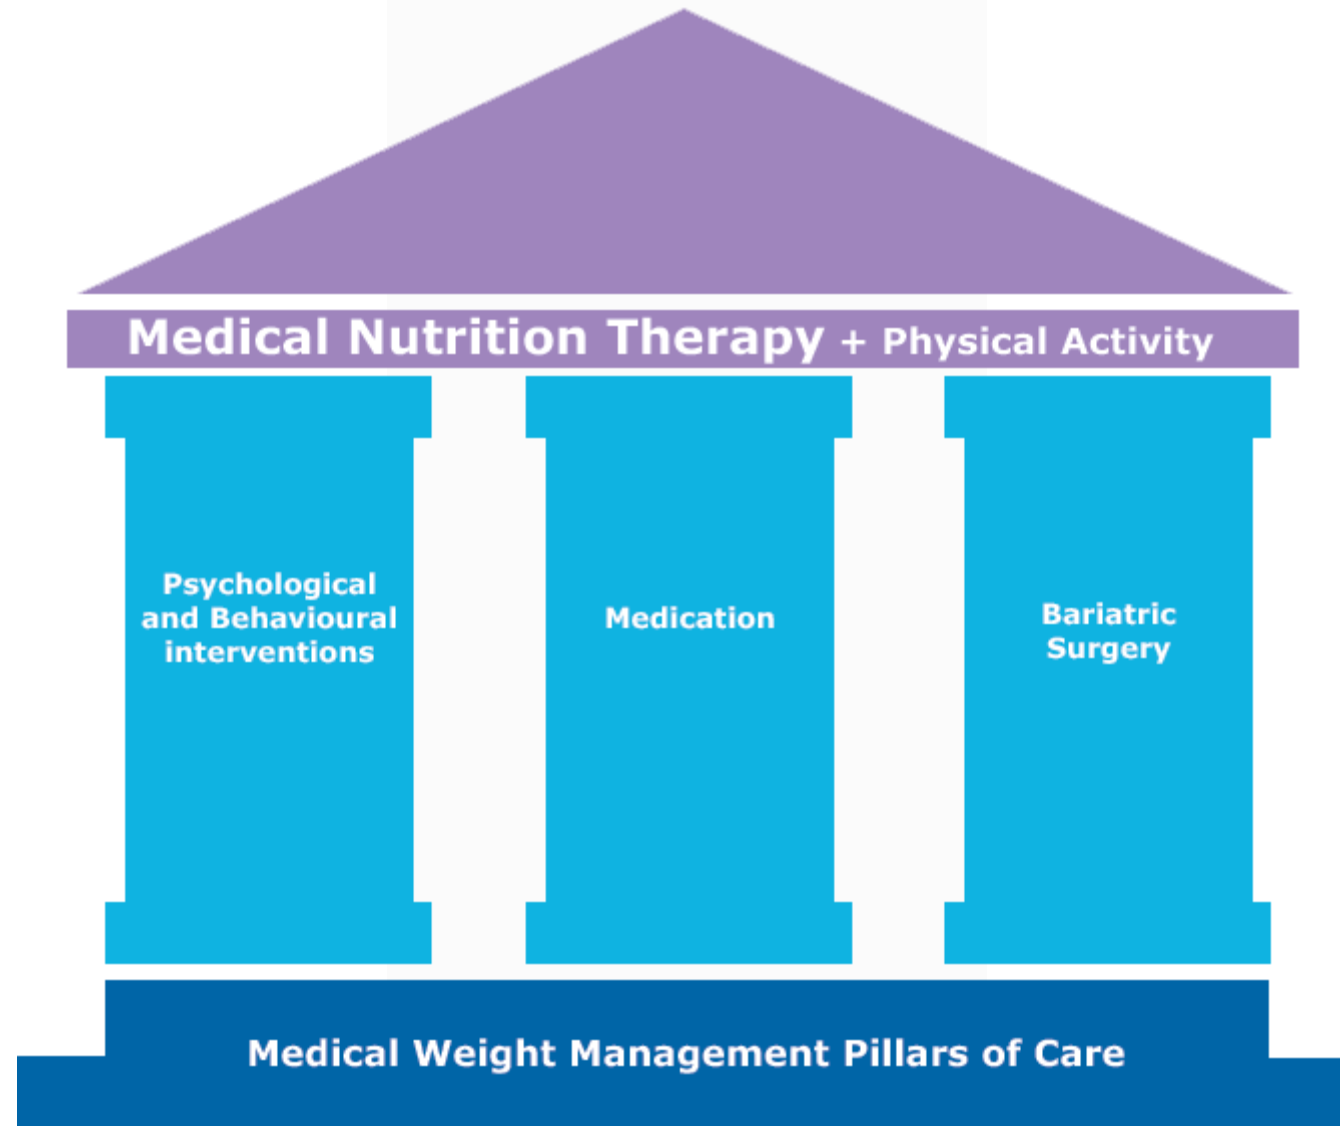 Medical Nutrition Therapy + Physical Activity
Psychological
and Behavioural
interventions
Medication
Bariatric
Surgery
Medical Weight Management Pillars of Care